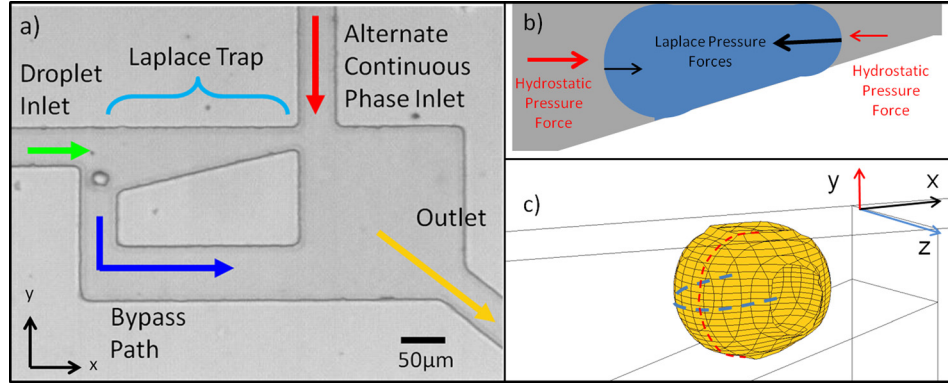 a)
Droplet
Inlet
Laplace Trap
Alternate
Continuous
Phase Inlet
Outlet
Bypass
Path
y
x
50μm
b)
Laplace Pressure
Forces
Hydrostatic
Pressure
Force
Hydrostatic
Pressure
Force
c)
y
x
z